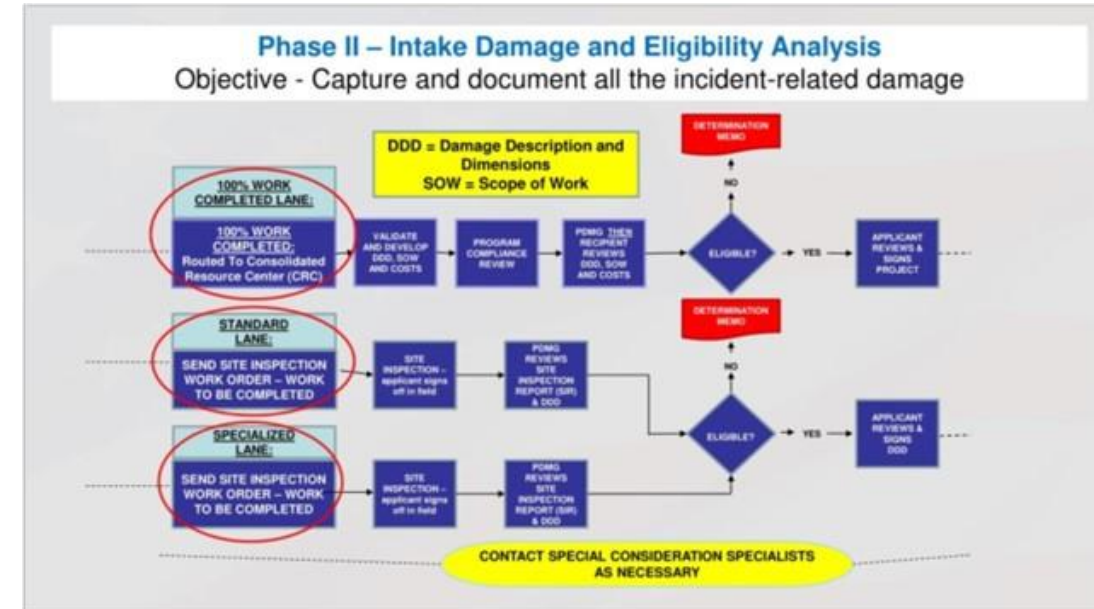 Phase II – Intake Damage and Eligibility Analysis
Objective - Capture and document all the incident-related damage
DDD = Damage Description and
Dimensions
SOW = Scope of Work
DETERMINATION
MEMO
NO
100% WORK
COMPLETED LANE:
100% WORK
COMPLETED:
Routed To Consolidated
Resource Center (CRC)
VALIDATE
AND DEVELOP
DDD, SOW
AND COSTS
PROGRAM
COMPLIANCE
REVIEW
PDMG THEN
RECIPIENT
REVIEWS
DDD, SOW
AND COSTS
ELIGIBLE?
YES
APPLICANT
REVIEWS &
SIGNS
PROJECT
STANDARD
LANE:
SEND SITE INSPECTION
WORK ORDER – WORK
TO BE COMPLETED
SITE
INSPECTION –
applicant signs
off in field
PDMG
REVIEWS
SITE
INSPECTION
REPORT (SIR)
& DDD
DETERMINATION
MEMO
NO
ELIGIBLE?
YES
APPLICANT
REVIEWS &
SIGNS
DDD
SPECIALIZED
LANE:
SEND SITE INSPECTION
WORK ORDER – WORK
TO BE COMPLETED
SITE
INSPECTION –
applicant signs
off in field
PDMG
REVIEWS
SITE
INSPECTION
REPORT (SIR)
& DDD
CONTACT SPECIAL CONSIDERATION SPECIALISTS
AS NECESSARY